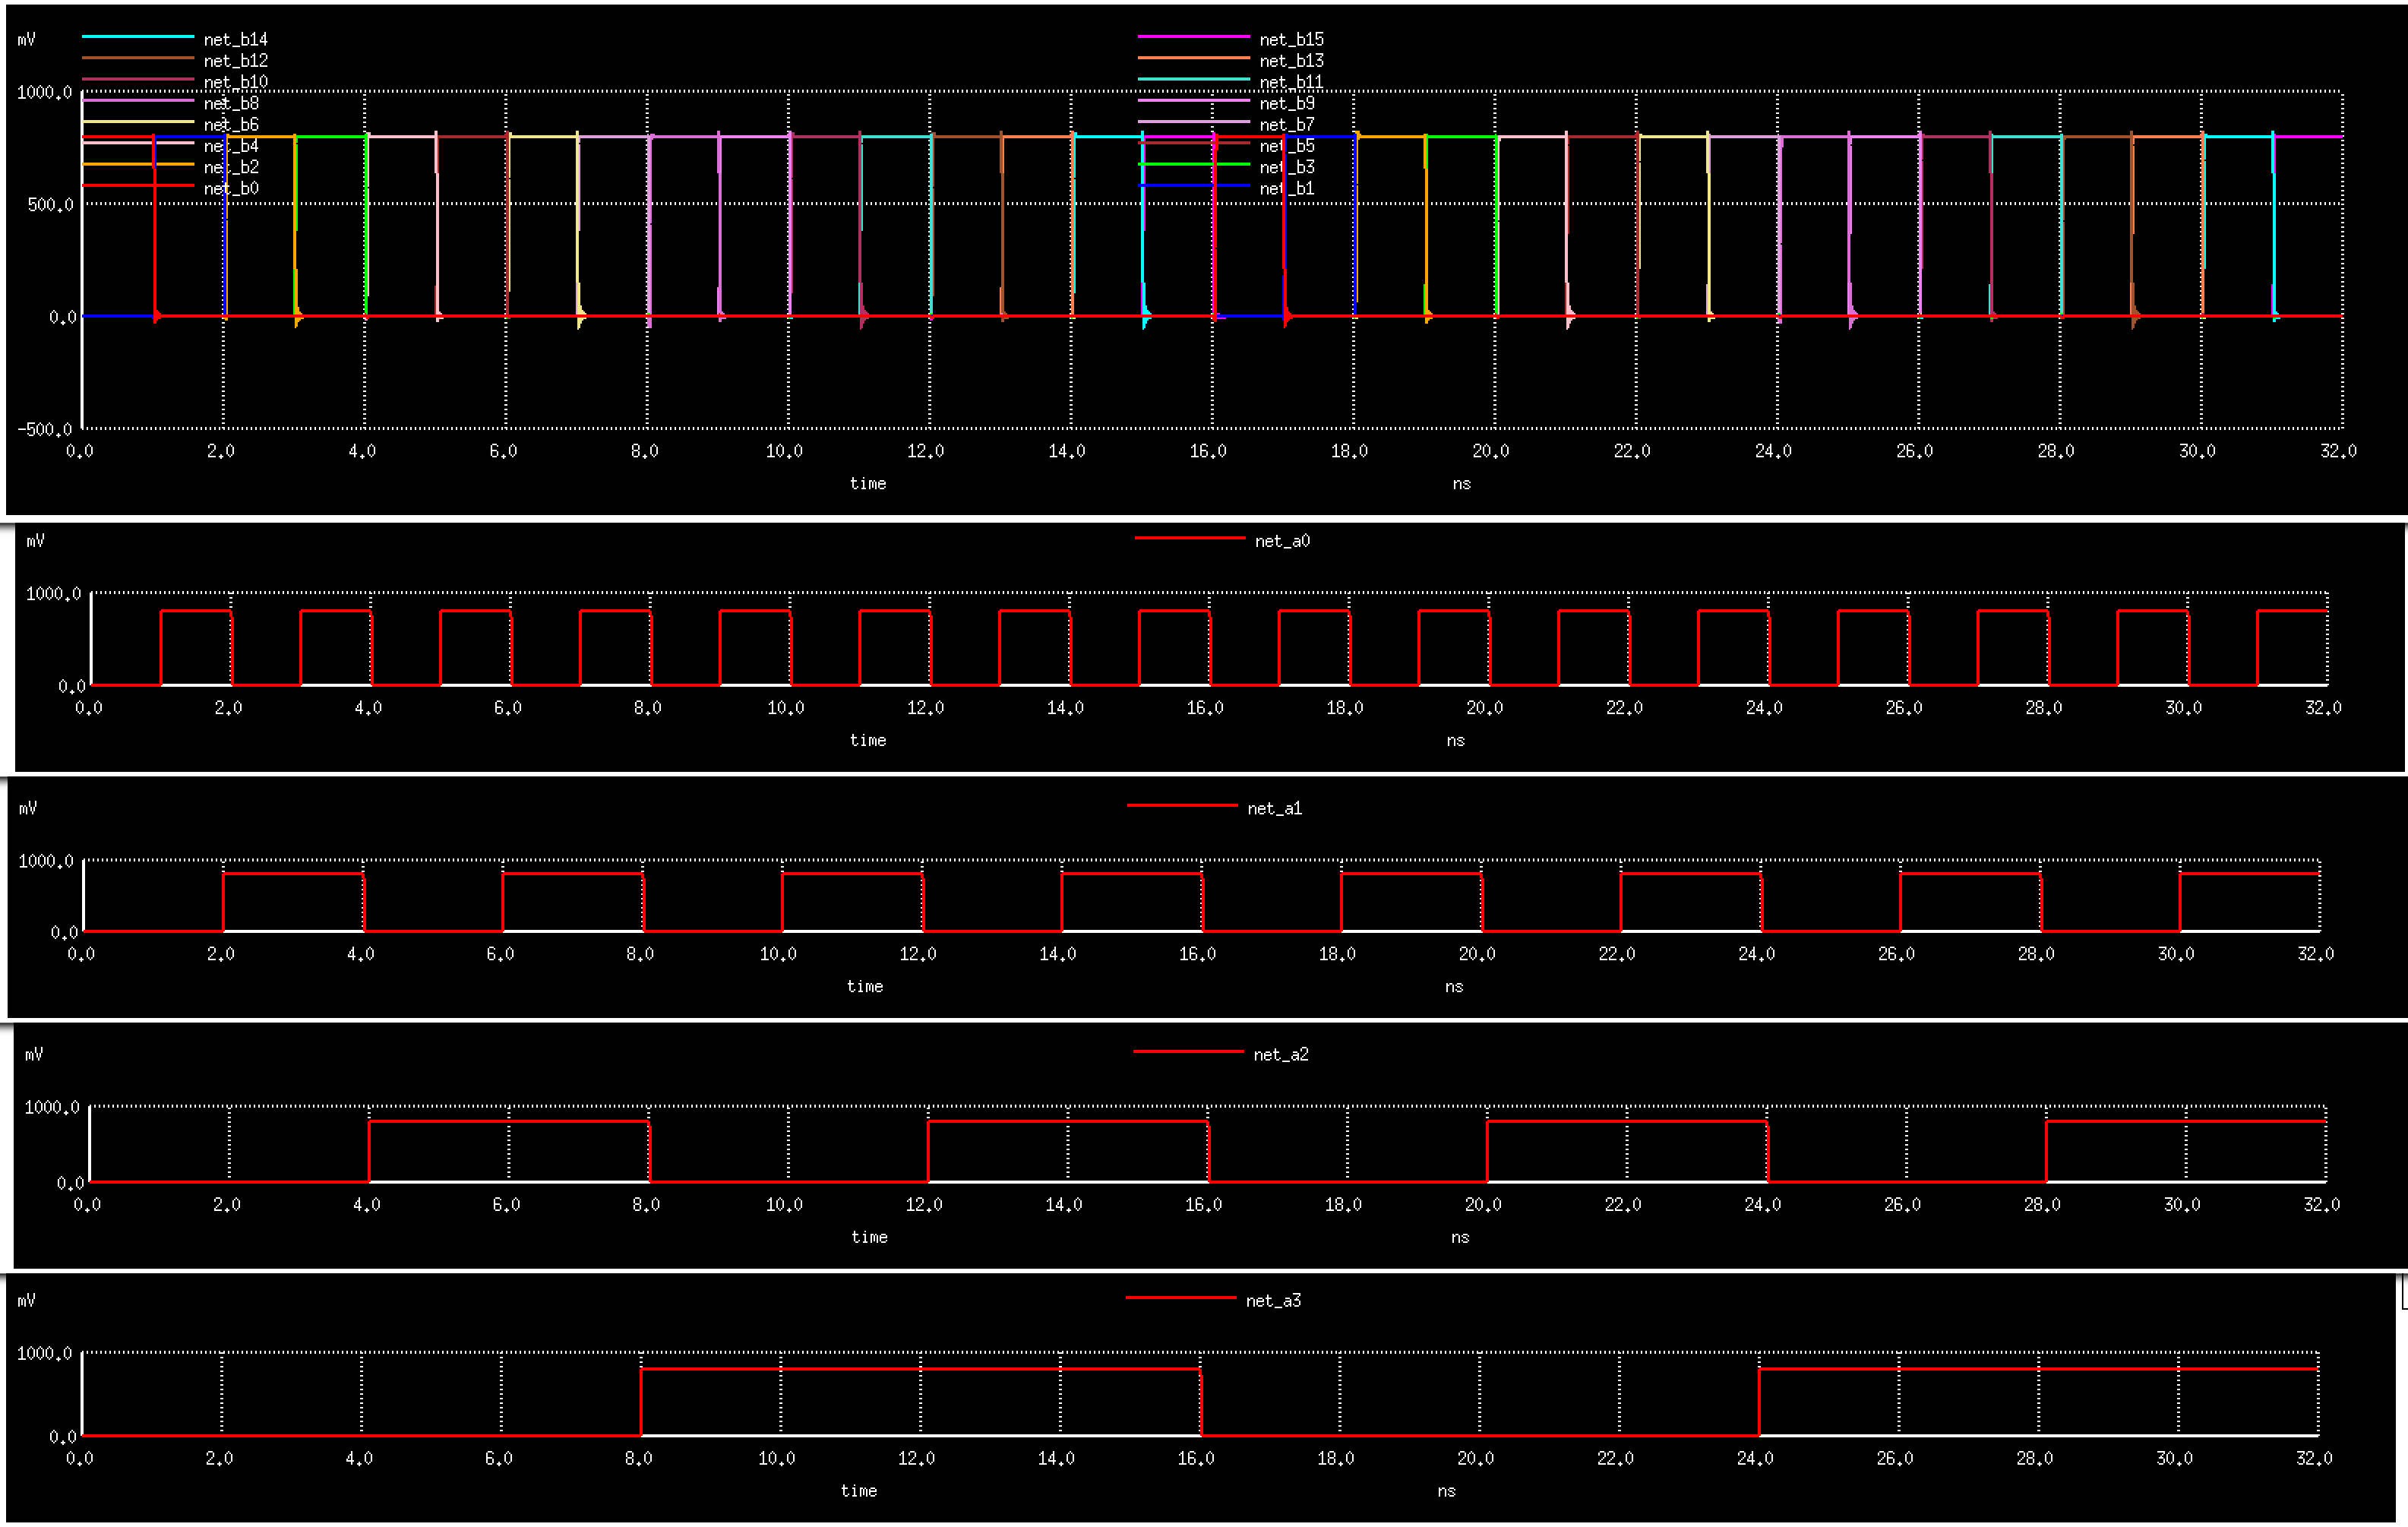 mV
net_b14 net_b15
net_b12 net_b13
net_b10 net_b11
1000.0
net_b8 net_b9
net_b6 net_b7
net_b4 net_b5
net_b2 net_b3
net_b0 net_b1
500.0
0.0
-500.0
0.0 2.0 4.0 6.0 8.0 10.0 12.0 14.0 16.0 18.0 20.0 22.0 24.0 26.0 28.0 30.0 32.0
time ns
mV net_a0
1000.0
0.0
0.0 2.0 4.0 6.0 8.0 10.0 12.0 14.0 16.0 18.0 20.0 22.0 24.0 26.0 28.0 30.0 32.0
time ns
mV net_a1
1000.0
0.0
0.0 2.0 4.0 6.0 8.0 10.0 12.0 14.0 16.0 18.0 20.0 22.0 24.0 26.0 28.0 30.0 32.0
time ns
mV net_a2
1000.0
0.0
0.0 2.0 4.0 6.0 8.0 10.0 12.0 14.0 16.0 18.0 20.0 22.0 24.0 26.0 28.0 30.0 32.0
time ns
mV net_a3
1000.0
0.0
0.0 2.0 4.0 6.0 8.0 10.0 12.0 14.0 16.0 18.0 20.0 22.0 24.0 26.0 28.0 30.0 32.0
time ns